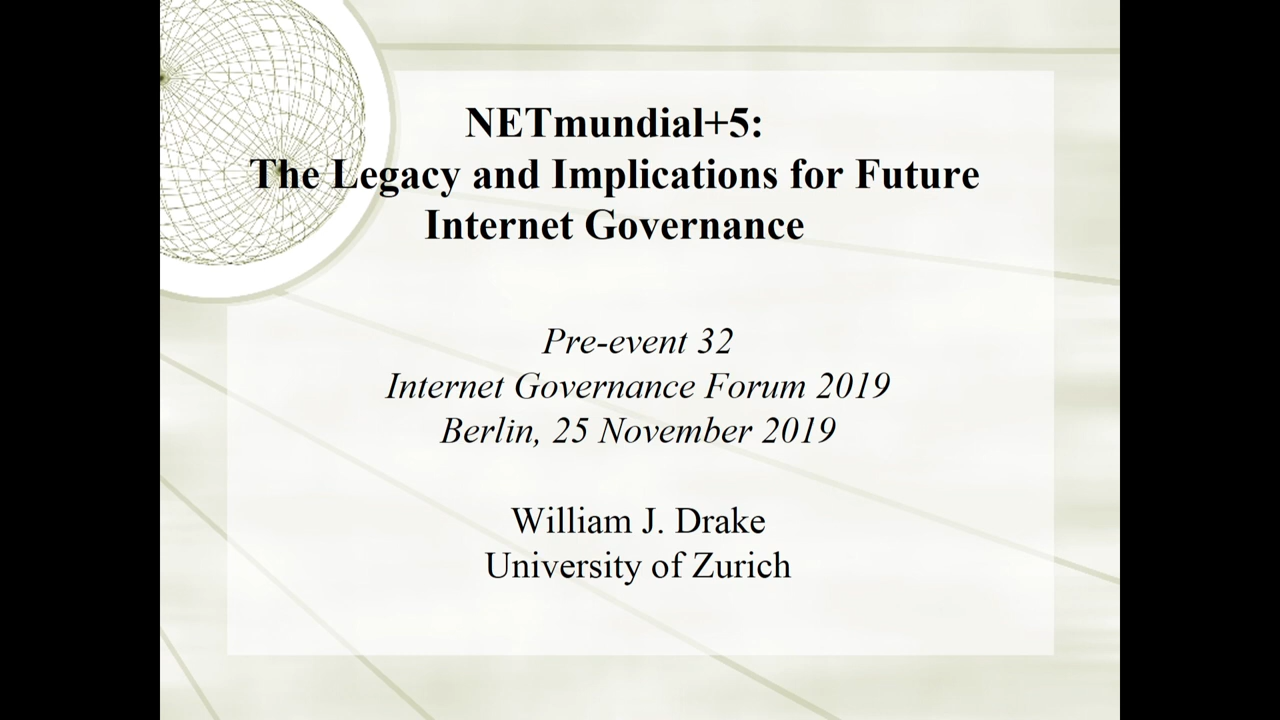 NETmundial+5:
The Legacy and Implications for Future
Internet Governance
Pre-event 32
Internet Governance Forum 2019
Berlin, 25 November 2019
William J. Drake
University of Zurich